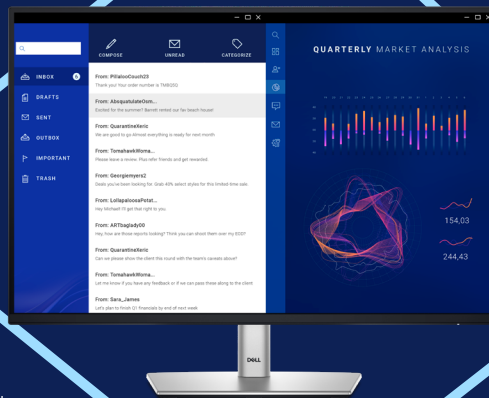 COMPOSE
UNREAD
CATEGORIZE
INBOX
DRAFTS
SENT
OUTBOX
IMPORTANT
TRASH
From: PillalooCouch23
Thank you! Your order number is
From: AbsquatulateOsm...
Excited for the summer? Barreth rented our fav beach house!
From: QuarantineXeric
We are good to go Almost everything is ready for next month
From: TomahawkWoma...
Please leave a review. Plus refer friends and get rewarded.
From: Georgiemyers2
Deals you've been looking for. Grab 40% select styles for this limited time sale
From: LollapaloosaPotat...
Hey Michael! I'll get that right to you.
From: ARTbaglady00
Hey, how are those reports looking? Think you can shoot them over my EOD?
From: QuarantineXeric
Can we please show the client this round with the team's caveats above?
From: TomahawkWoma...
Let me know if you have any feedback or if we can pass these along to the client
From: Sara_James
Let's plan to finish Q1 financials by end of next week
QUARTERLY MARKET ANALYSIS
154,03
244,43
DELL